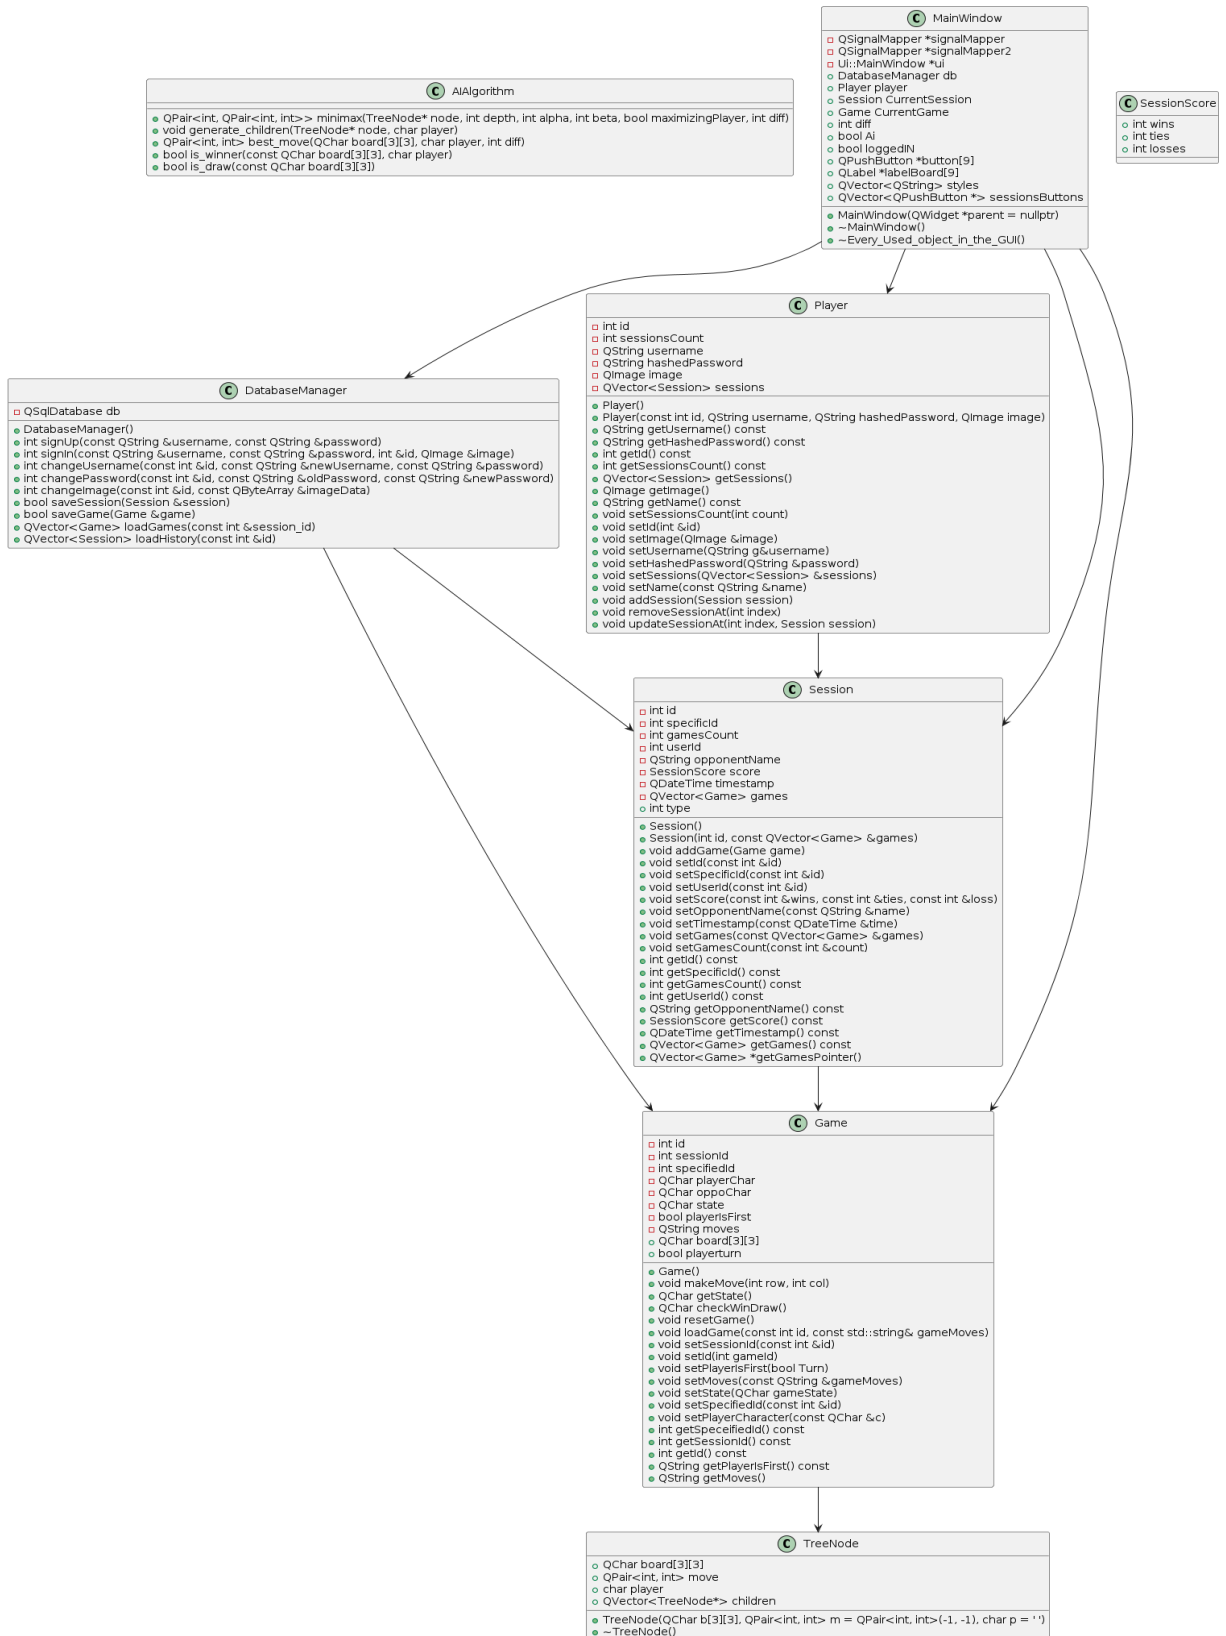 C MainWindow
QSignalMapper *signalMapper
QSignalMapper *signalMapper2
Ui::MainWindow *ui
DatabaseManager db
Player player
Session CurrentSession
Game CurrentGame
int diff
bool Ai
bool loggedIN
QPushButton *button[9]
QLabel *labelBoard[9]
QVector<QString> styles
QVector<QPushButton *> sessionsButtons
MainWindow(QWidget *parent = nullptr)
~MainWindow()
~Every_Used_object_in_the_GUI()
C AIAlgorithm
QPair<int, QPair<int, int>> minimax(TreeNode* node, int depth, int alpha, int beta, bool maximizingPlayer, int diff)
void generate_children(TreeNode* node, char player)
QPair<int, int> best_move(QChar board[3][3], char player, int diff)
bool is_winner(const QChar board[3][3], char player)
bool is_draw(const QChar board[3][3])
C SessionScore
int wins
int ties
int losses
C Player
int id
int sessionsCount
QString username
QString hashedPassword
QImage image
QVector<Session> sessions
Player()
Player(const int id, QString username, QString hashedPassword, QImage image)
QString getUsername() const
QString getHashedPassword() const
int getId() const
int getSessionsCount() const
QVector<Session> getSessions()
QImage getImage()
QString getName() const
void setSessionsCount(int count)
void setId(int &id)
void setImage(QImage &image)
void setUsername(QString g&username)
void setHashedPassword(QString &password)
void setSessions(QVector<Session> &sessions)
void setName(const QString &name)
void addSession(Session session)
void removeSessionAt(int index)
void updateSessionAt(int index, Session session)
C DatabaseManager
QSqlDatabase db
DatabaseManager()
int signUp(const QString &username, const QString &password)
int signIn(const QString &username, const QString &password, int &id, QImage &image)
int changeUsername(const int &id, const QString &newUsername, const QString &password)
int changePassword(const int &id, const QString &oldPassword, const QString &newPassword)
int changeImage(const int &id, const QByteArray &imageData)
bool saveSession(Session &session)
bool saveGame(Game &game)
QVector<Game> loadGames(const int &session_id)
QVector<Session> loadHistory(const int &id)
C Session
int id
int specificId
int gamesCount
int userId
QString opponentName
SessionScore score
QDateTime timestamp
QVector<Game> games
int type
Session()
Session(int id, const QVector<Game> &games)
void addGame(Game game)
void setId(const int &id)
void setSpecificId(const int &id)
void setUserId(const int &id)
void setScore(const int &wins, const int &ties, const int &loss)
void setOpponentName(const QString &name)
void setTimestamp(const QDateTime &time)
void setGames(const QVector<Game> &games)
void setGamesCount(const int &count)
int getId() const
int getSpecificId() const
int getGamesCount() const
int getUserId() const
QString getOpponentName() const
SessionScore getScore() const
QDateTime getTimestamp() const
QVector<Game> getGames() const
QVector<Game> *getGamesPointer()
C Game
int id
int sessionId
int specifiedId
QChar playerChar
QChar oppoChar
QChar state
bool playerIsFirst
QString moves
QChar board[3][3]
bool playerturn
Game()
void makeMove(int row, int col)
QChar getState()
QChar checkWinDraw()
void resetGame()
void loadGame(const int id, const std::string& gameMoves)
void setSessionId(const int &id)
void setId(int gameId)
void setPlayerIsFirst(bool Turn)
void setMoves(const QString &gameMoves)
void setState(QChar gameState)
void setSpecifiedId(const int &id)
void setPlayerCharacter(const QChar &c)
int getSpeceifiedId() const
int getSessionId() const
int getId() const
QString getPlayerIsFirst() const
QString getMoves()
C TreeNode
QChar board[3][3]
QPair<int, int> move
char player
QVector<TreeNode*> children
TreeNode(QChar b[3][3], QPair<int, int> m = QPair<int, int>(-1, -1), char p = ' ')
~TreeNode()